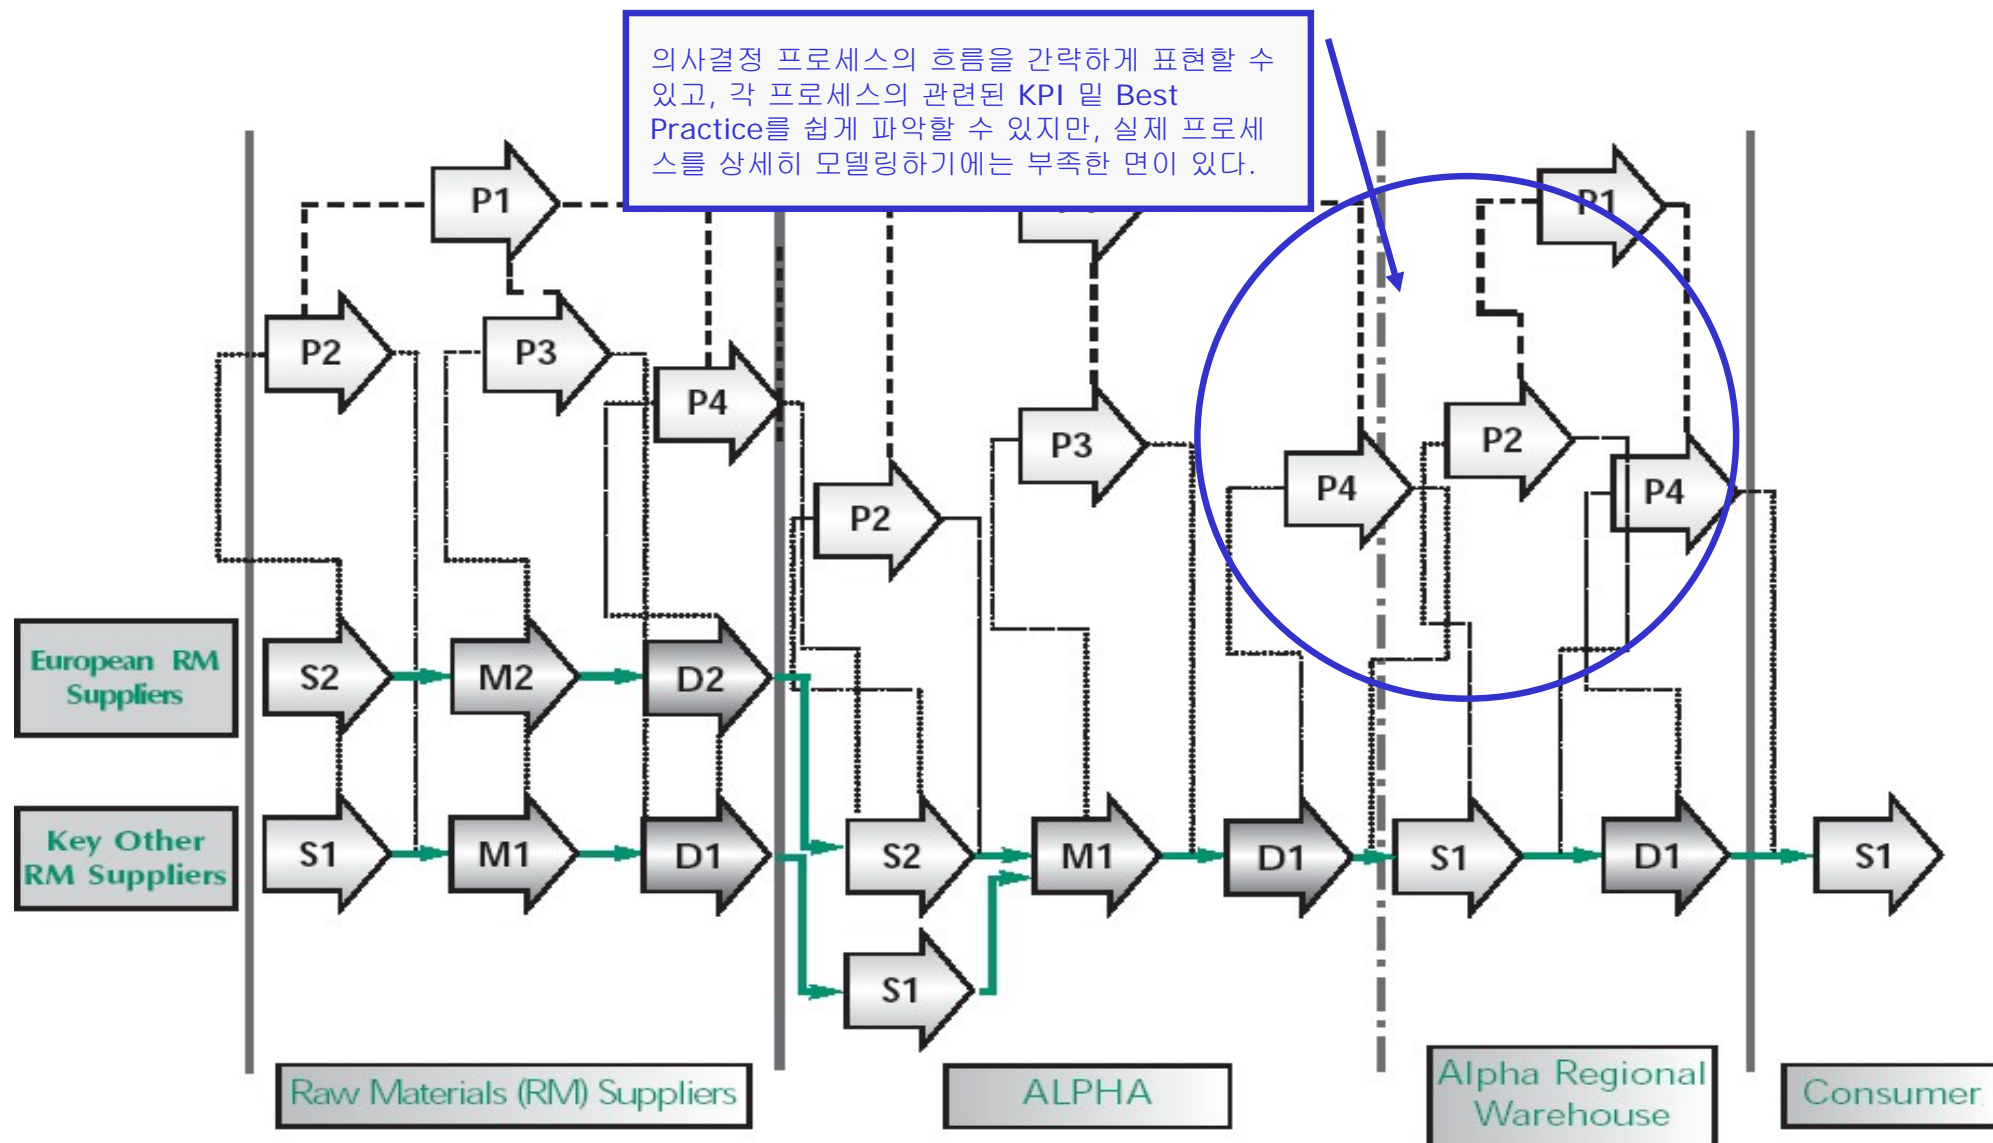 의사결정 프로세스의 흐름을 간략하게 표현할 수
있고, 각 프로세스의 관련된 KPI 밑 Best
Practice를 쉽게 파악할 수 있지만, 실제 프로세
스를 상세히 모델링하기에는 부족한 면이 있다.
P1
P1
P2
P3
P4
P2
P3
P4
P2
P4
European RM
Suppliers
S2
M2
D2
Key Other
RM Suppliers
S1
M1
D1
S2
M1
D1
S1
D1
S1
S1
Raw Materials (RM) Suppliers
ALPHA
Alpha Regional
Warehouse
Consumer